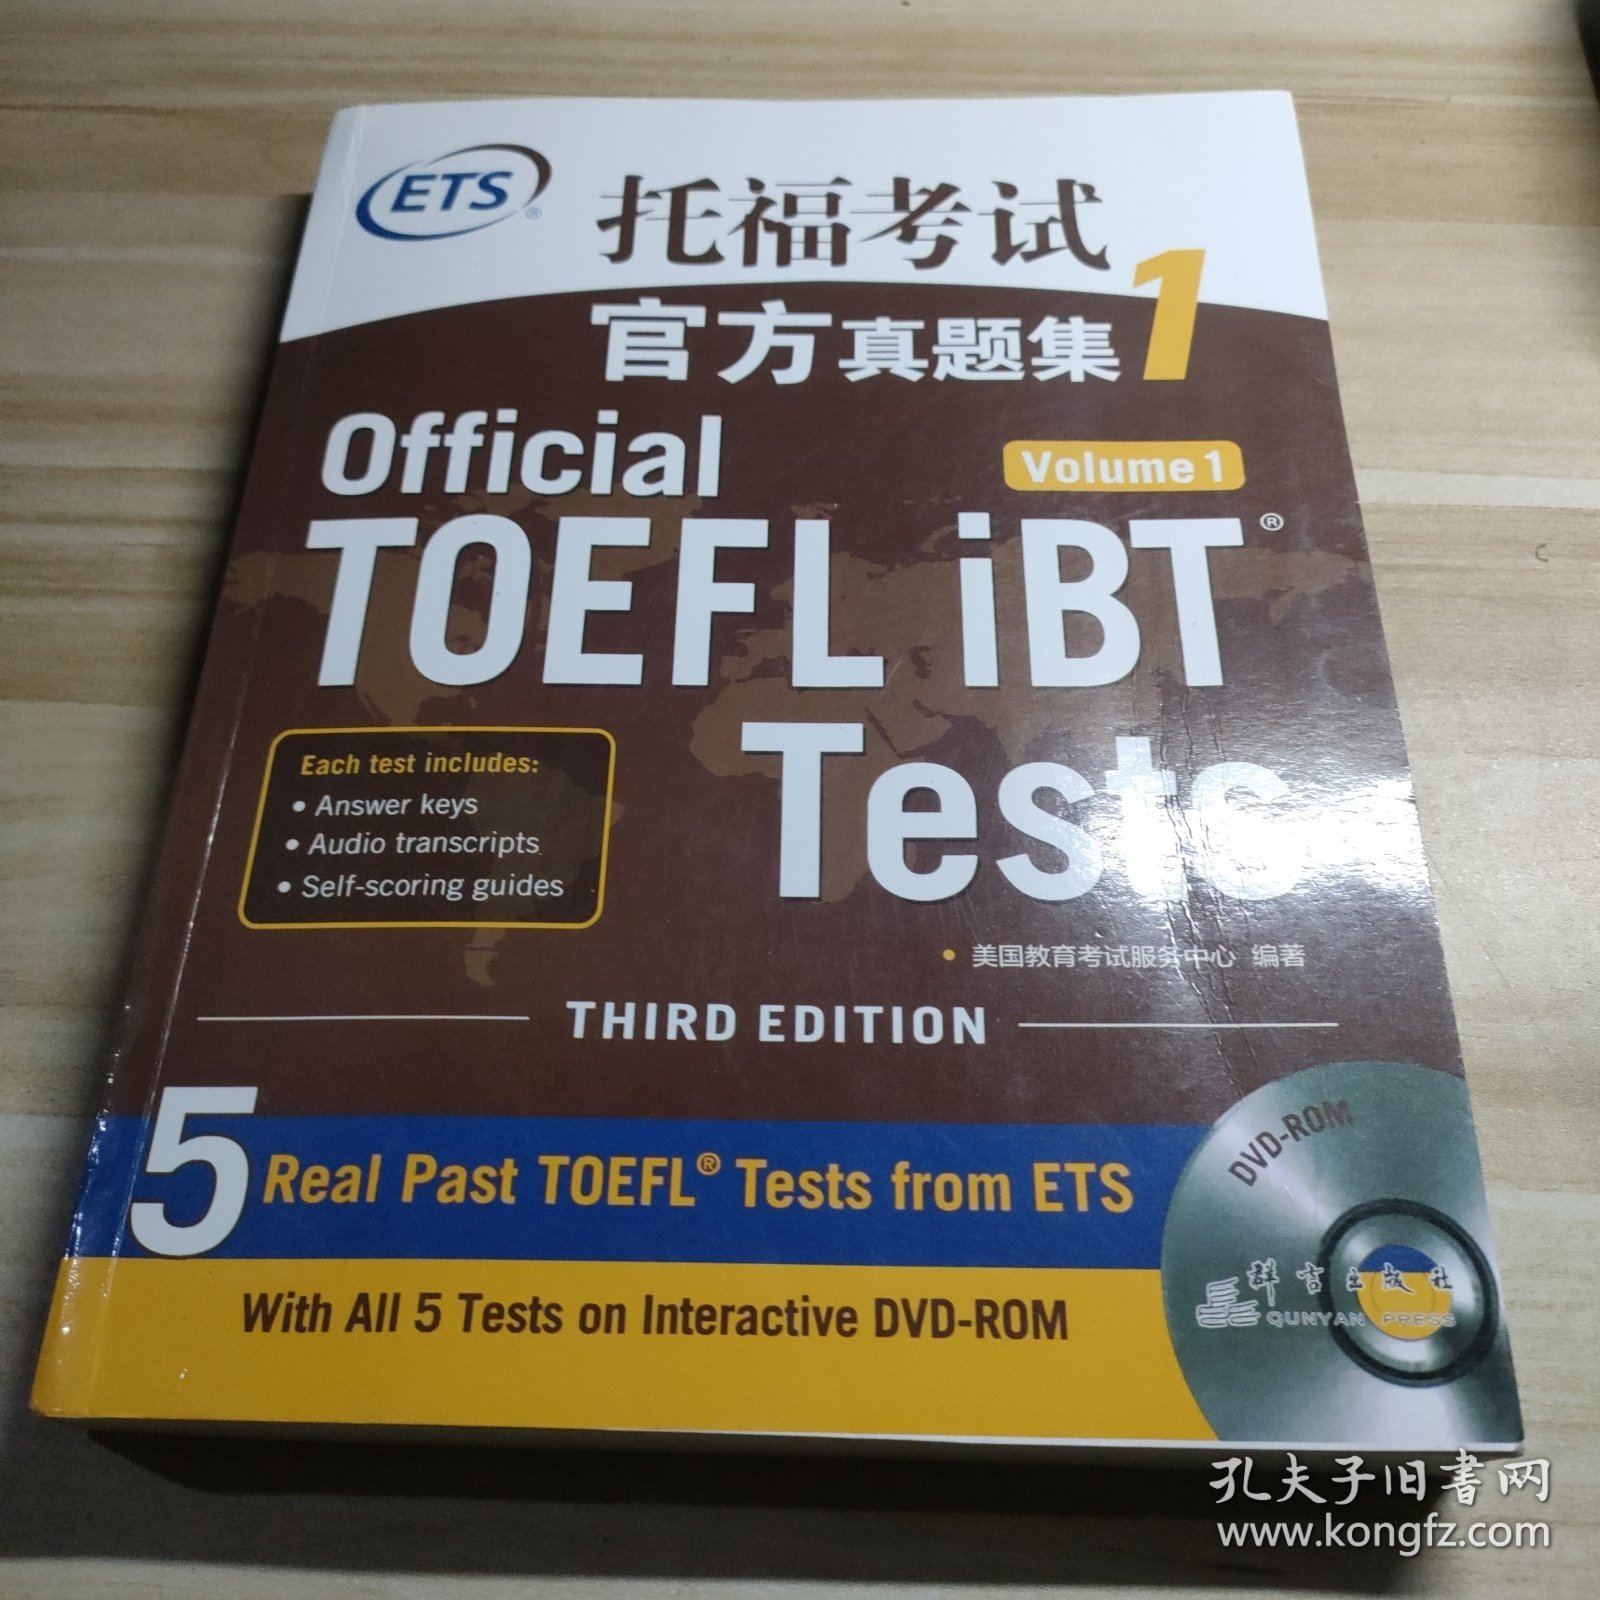 ETS®
托福考试
官方真题集1
Official
Volume 1
TOEFL iBT®
Tests
Each test includes:
• Answer keys
• Audio transcripts
• Self-scoring guides
• 美国教育考试服务中心 编著
THIRD EDITION
5 Real Past TOEFL® Tests from ETS
With All 5 Tests on Interactive DVD-ROM
DVD-ROM
群言出版社
QUNYAN PRESS
孔夫子旧书网
www.kongfz.com